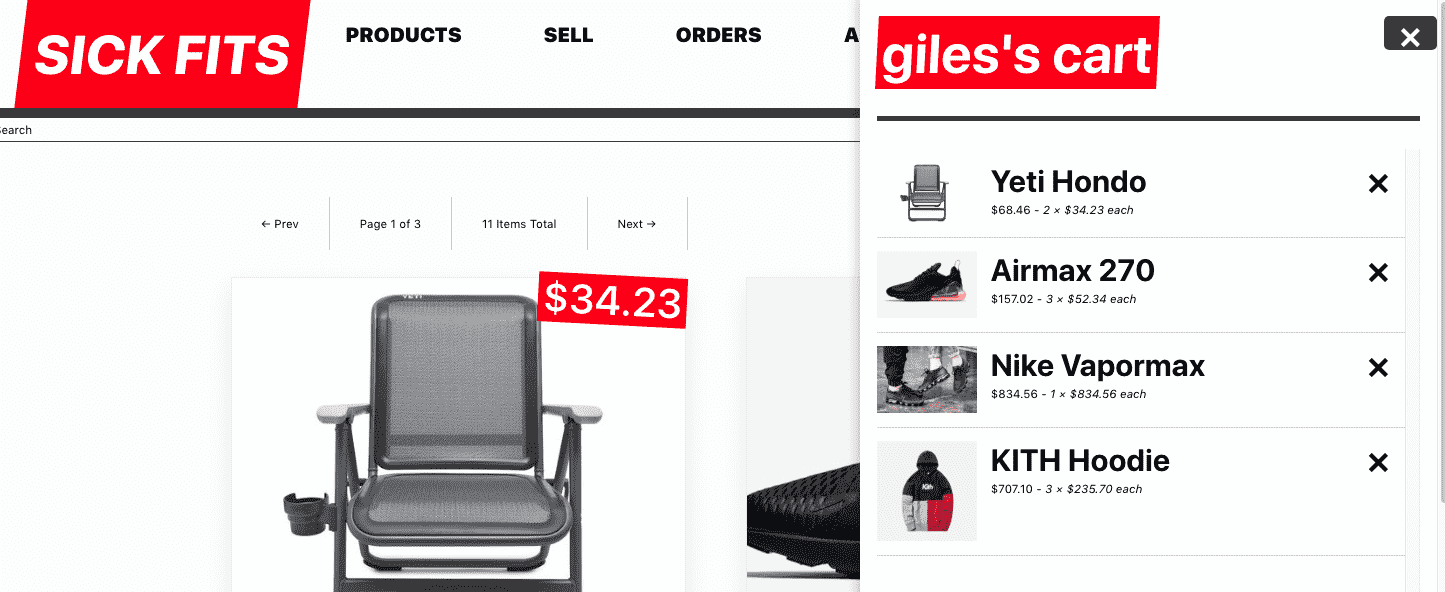 SICK FITS
PRODUCTS
SELL
ORDERS
A
earch
← Prev
Page 1 of 3
11 Items Total
Next →
$34.23
YETI
giles's cart
×
Yeti Hondo
×
$68.46 - 2 × $34.23 each
Airmax 270
×
$157.02 - 3 × $52.34 each
Nike Vapormax
×
$834.56 - 1 × $834.56 each
KITH Hoodie
×
$707.10 - 3 × $235.70 each
Kith